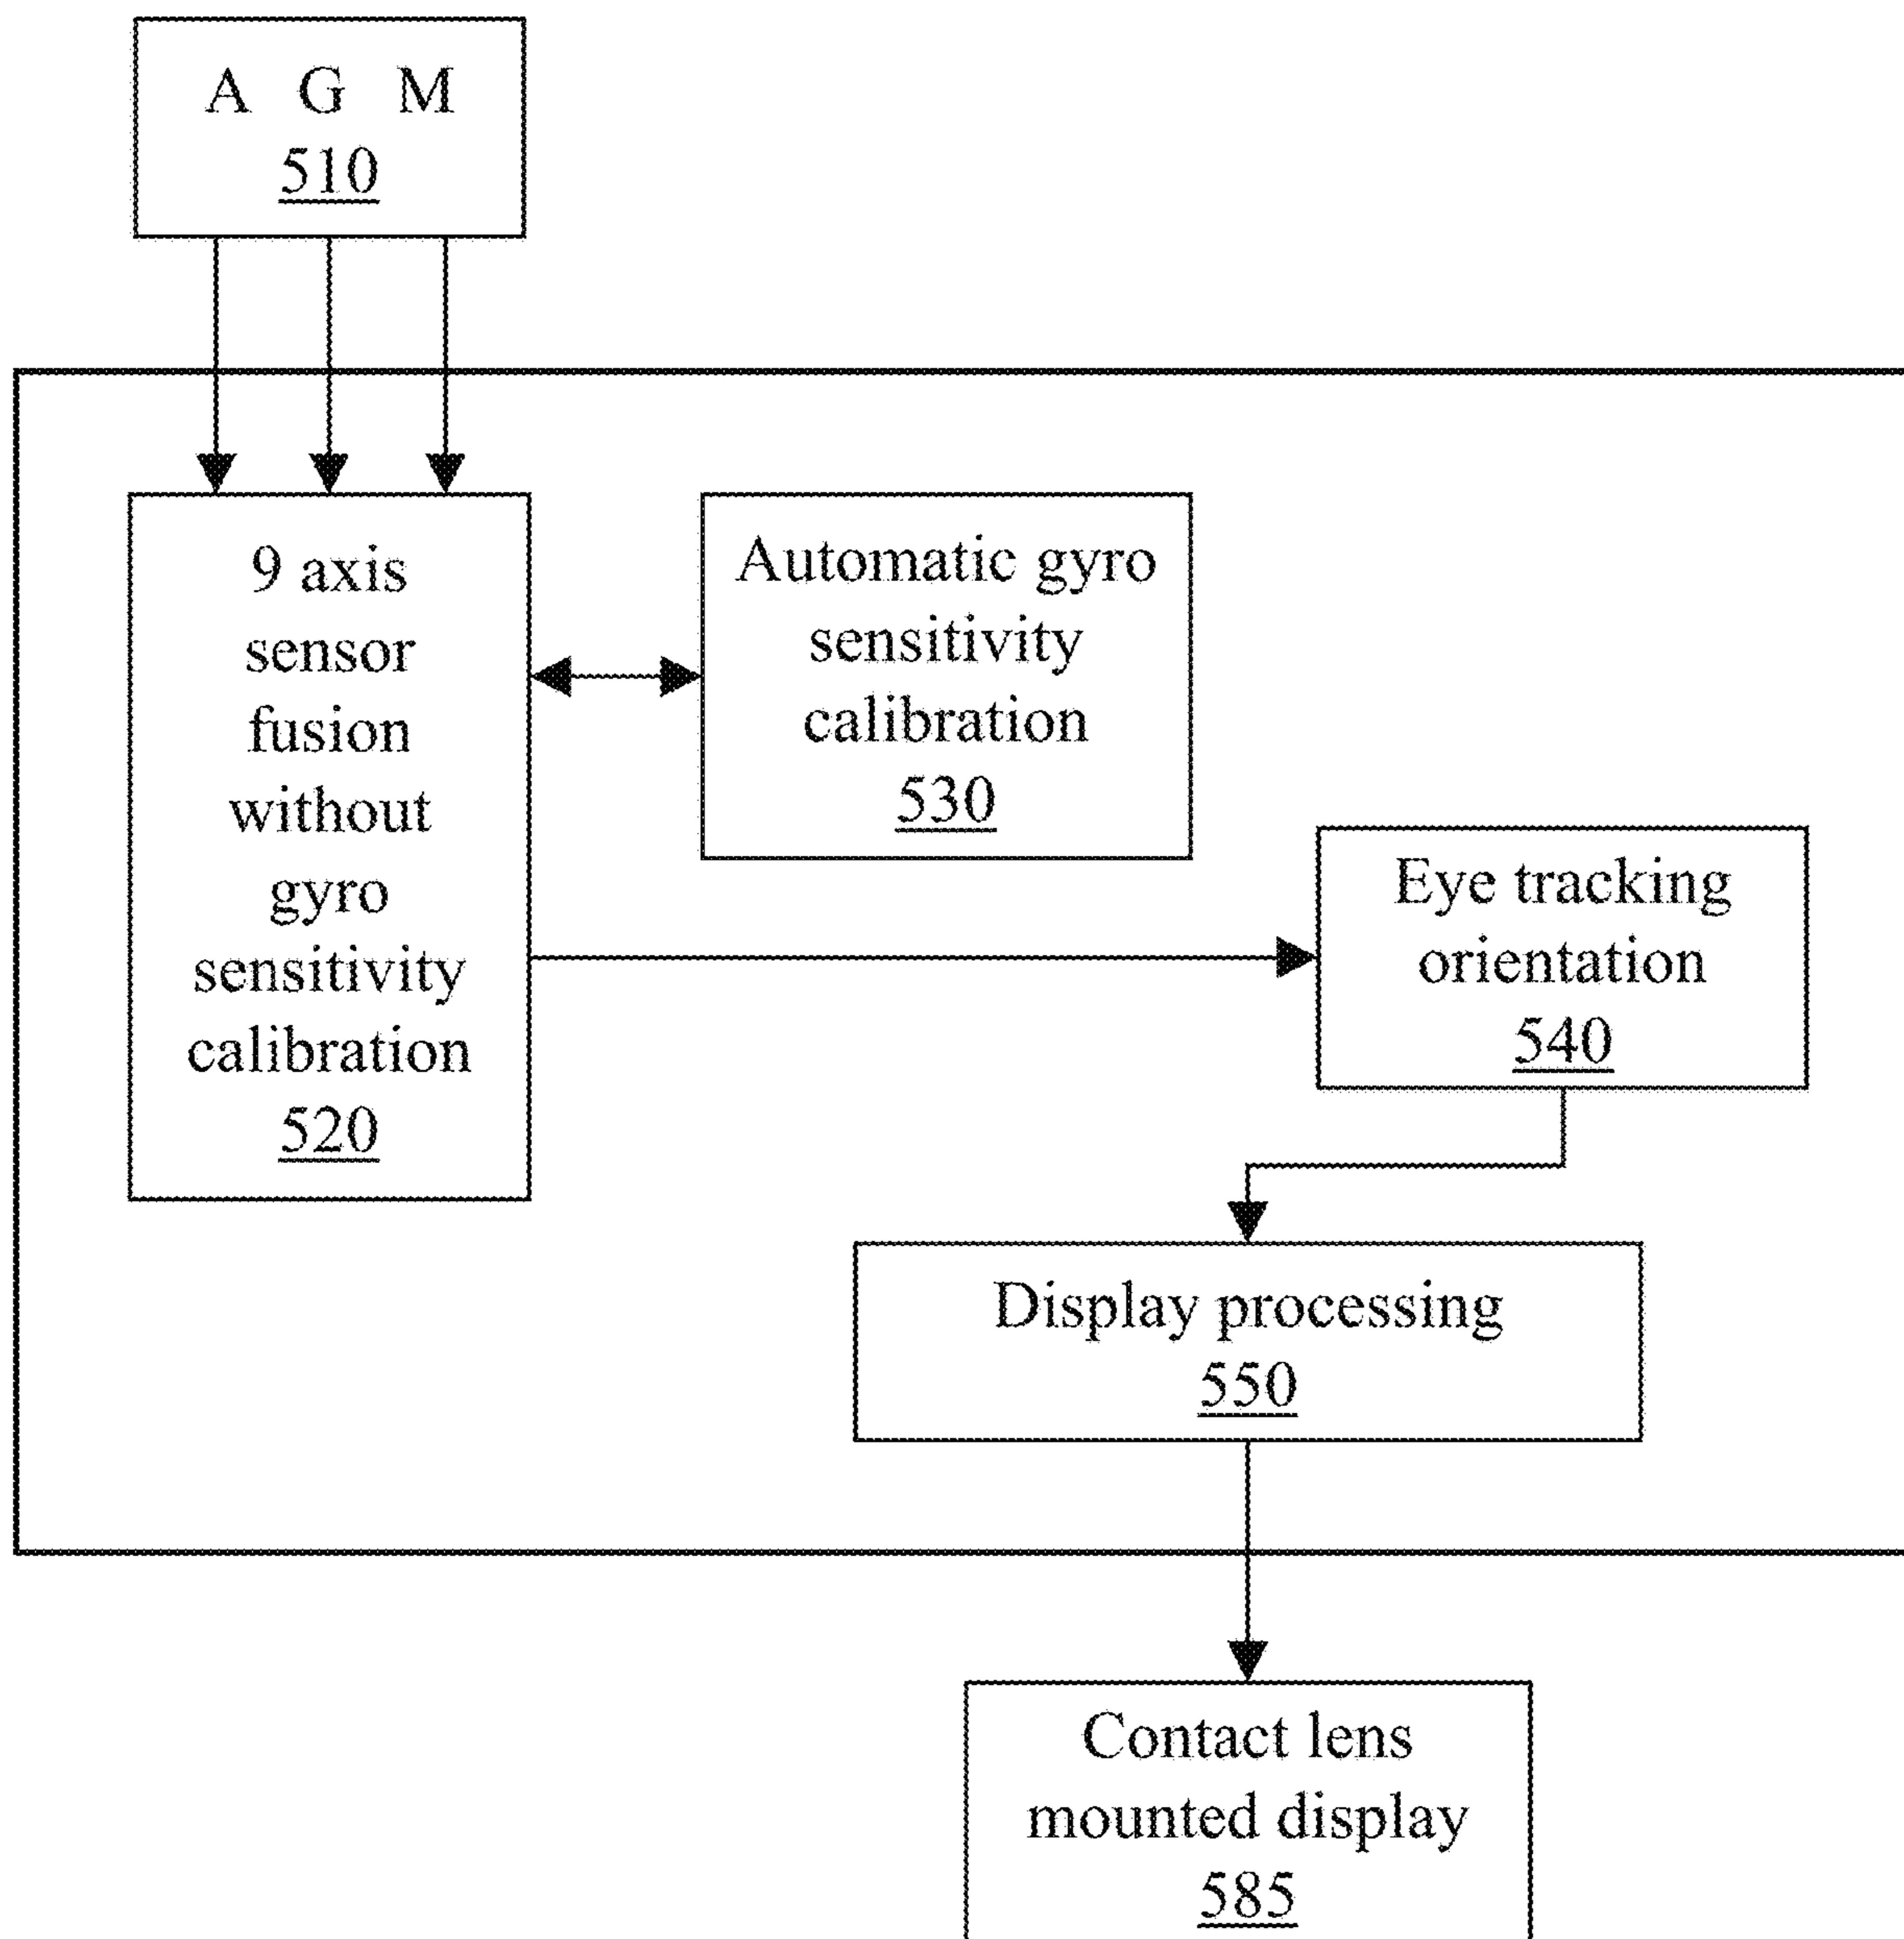 A G M
510
9 axis
sensor
fusion
without
gyro
sensitivity
calibration
520
Automatic gyro
sensitivity
calibration
530
Eye tracking
orientation
540
Display processing
550
Contact lens
mounted display
585